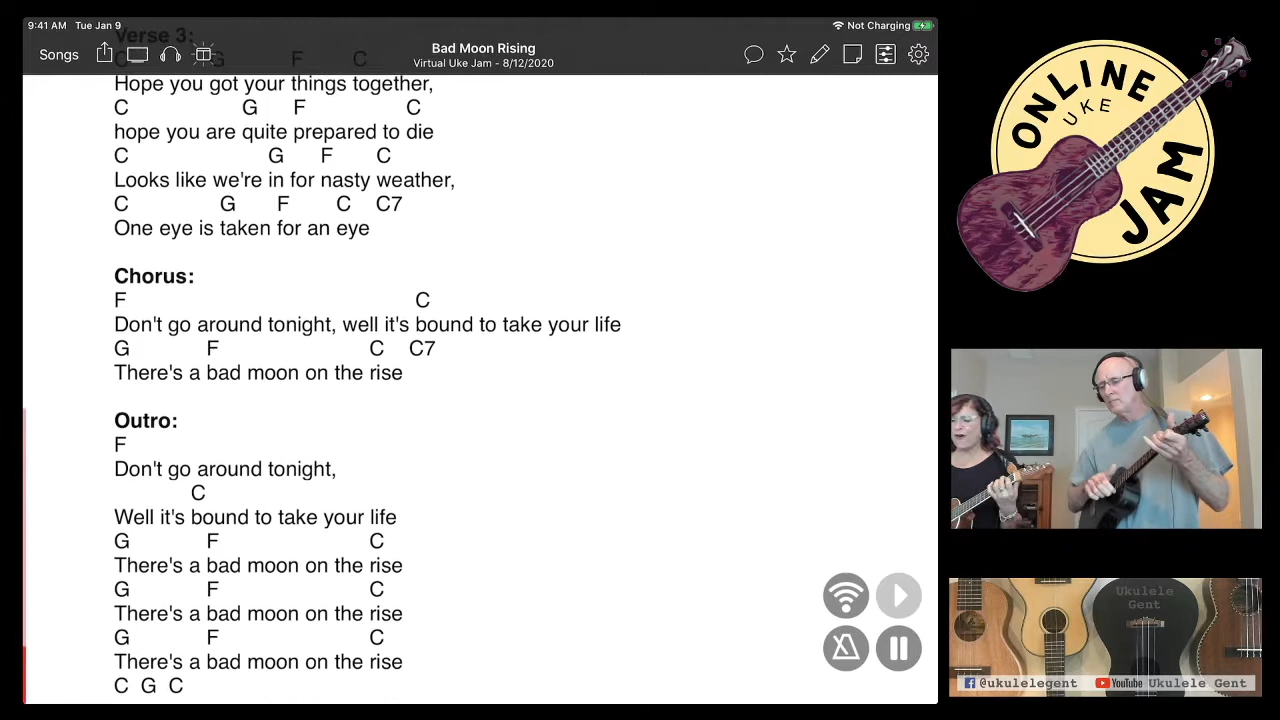 9:41 AM Tue Jan 9
Not Charging
Songs
Bad Moon Rising
Virtual Uke Jam - 8/12/2020
Verse 3:
C G F C
Hope you got your things together,
C G F C
hope you are quite prepared to die
C G F C
Looks like we're in for nasty weather,
C G F C C7
One eye is taken for an eye
Chorus:
F C
Don't go around tonight, well it's bound to take your life
G F C C7
There's a bad moon on the rise
Outro:
F
Don't go around tonight,
C
Well it's bound to take your life
G F C
There's a bad moon on the rise
G F C
There's a bad moon on the rise
G F C
There's a bad moon on the rise
C G C
ONLINE
UKE
JAM
Ukulele
Gent
@ukulelegent YouTube Ukulele Gent